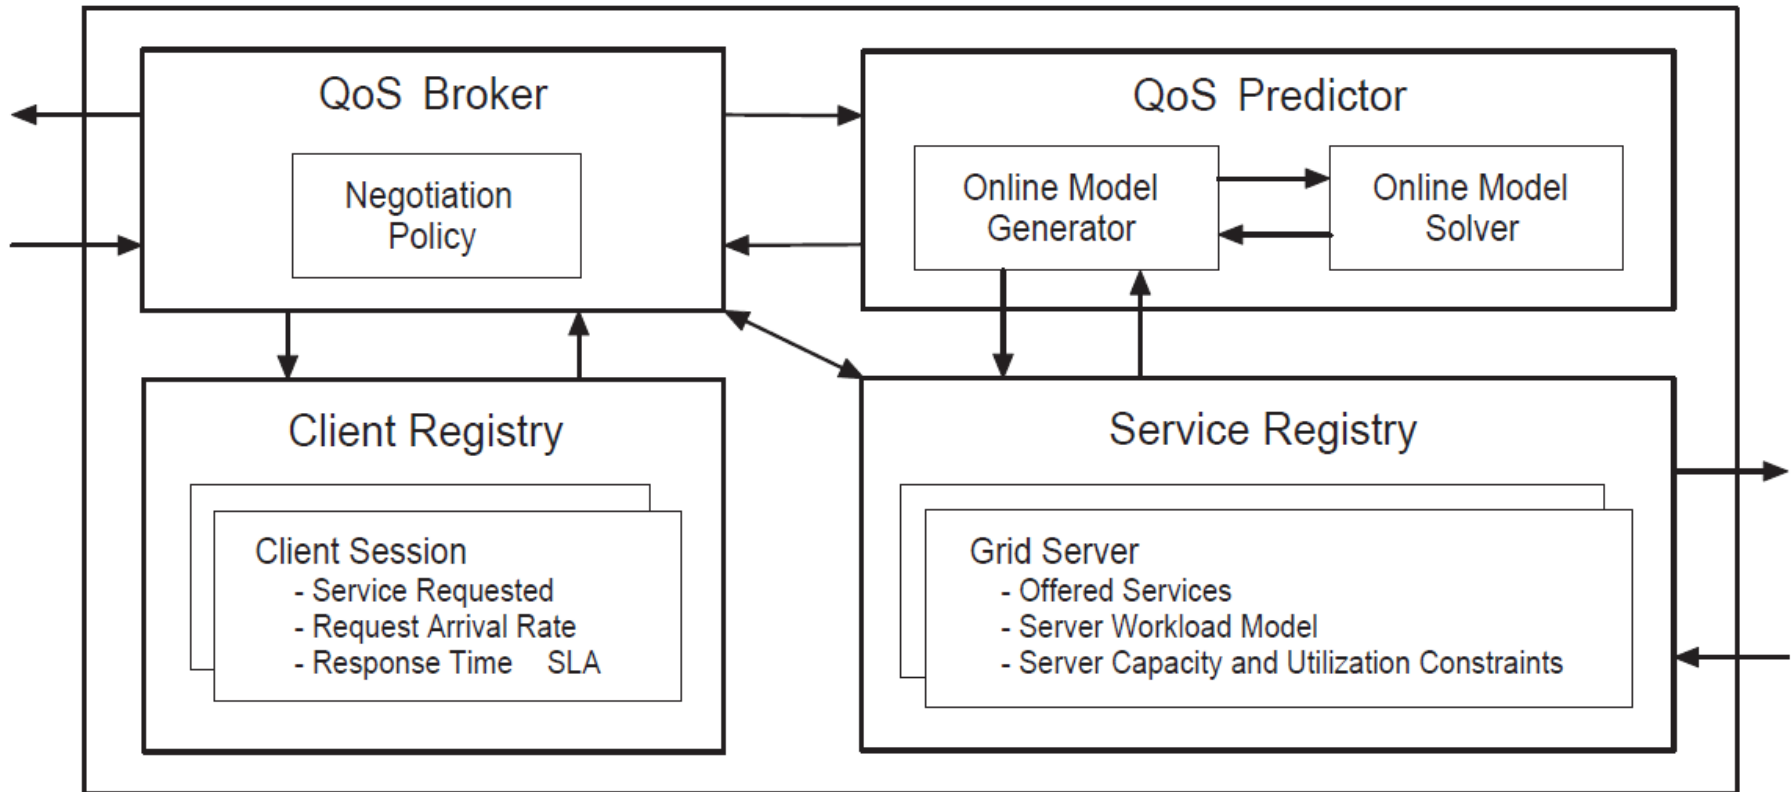 QoS Broker
Negotiation
Policy
QoS Predictor
Online Model
Generator
Online Model
Solver
Client Registry
Client Session
- Service Requested
- Request Arrival Rate
- Response Time SLA
Service Registry
Grid Server
- Offered Services
- Server Workload Model
- Server Capacity and Utilization Constraints